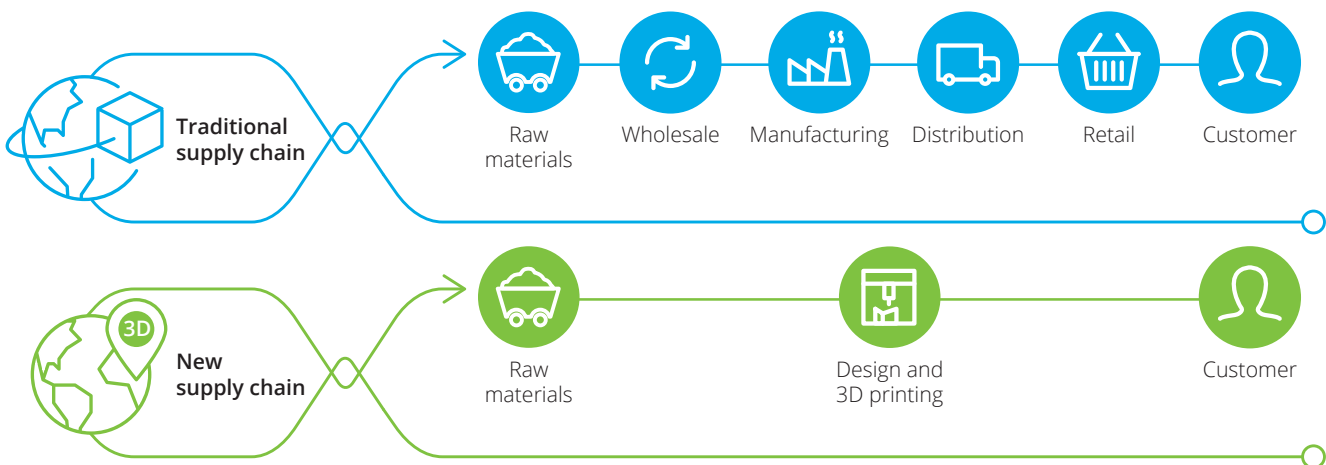 Traditional
supply chain
Raw
materials
Wholesale
Manufacturing
Distribution
Retail
Customer
3D
New
supply chain
Raw
materials
Design and
3D printing
Customer